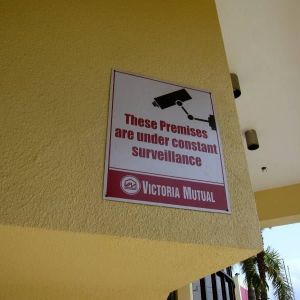 These Premises
are under constant
surveillance
VICTORIA MUTUAL